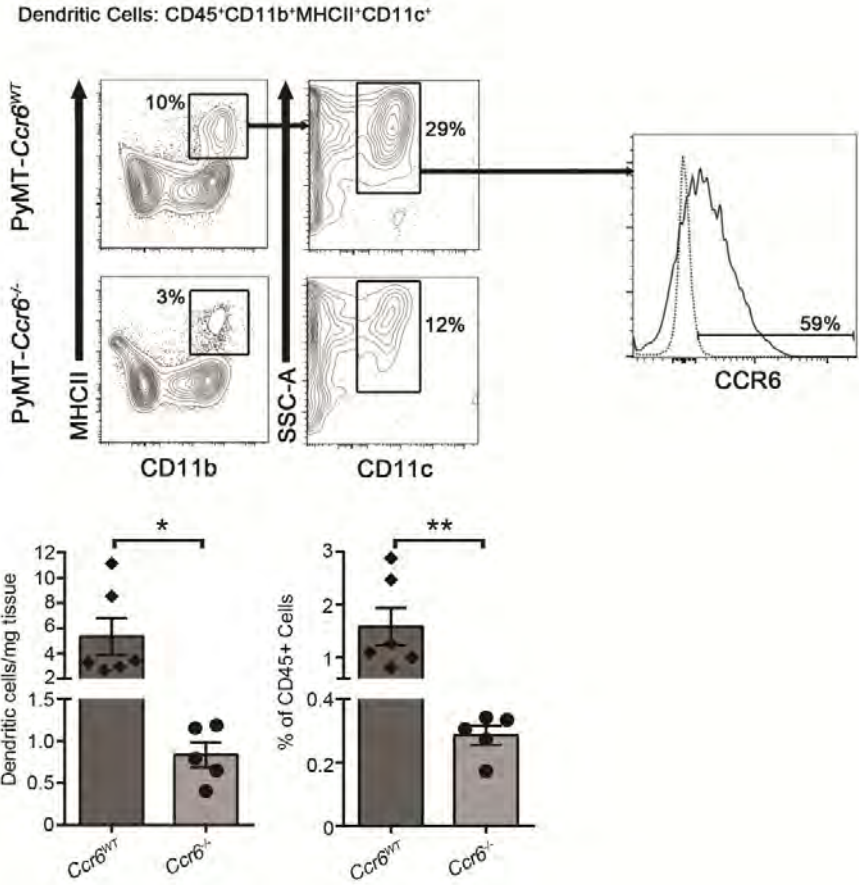 Dendritic Cells: CD45⁺CD11b⁺MHCII⁺CD11c⁺
PyMT-Ccr6ᵂᵀ
10%
29%
59%
CCR6
PyMT-Ccr6⁻/⁻
3%
12%
MHCII
SSC-A
CD11b
CD11c
*
Dendritic cells/mg tissue
12
10
8
6
4
2
1.5
1.0
0.5
0
Ccr6ᵂᵀ
Ccr6⁻/⁻
**
% of CD45+ Cells
3
2
1
0.4
0.2
0
Ccr6ᵂᵀ
Ccr6⁻/⁻